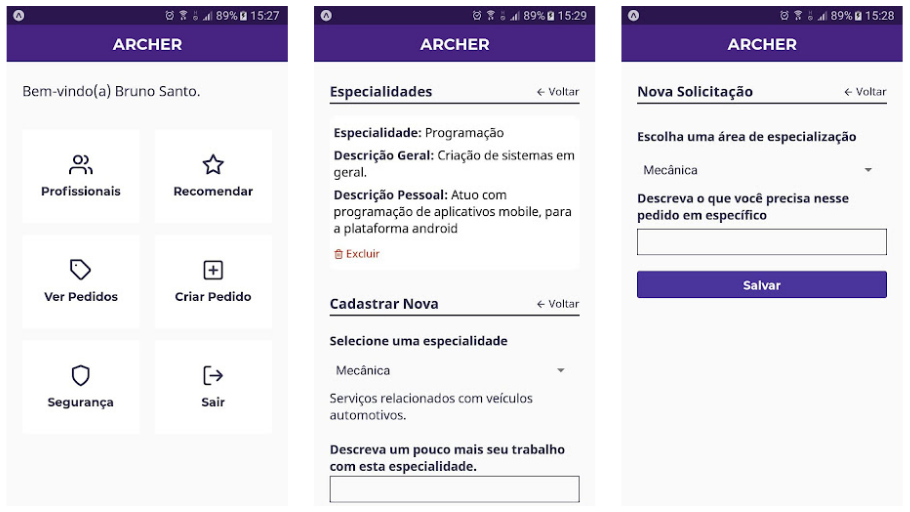 89% 15:27
ARCHER
Bem-vindo(a) Bruno Santo.
Profissionais
Recomendar
Ver Pedidos
Criar Pedido
Segurança
Sair
89% 15:29
ARCHER
Especialidades
← Voltar
Especialidade: Programação
Descrição Geral: Criação de sistemas em
geral.
Descrição Pessoal: Atuo com
programação de aplicativos mobile, para
a plataforma android
Excluir
Cadastrar Nova
← Voltar
Selecione uma especialidade
Mecânica
Serviços relacionados com veículos
automotivos.
Descreva um pouco mais seu trabalho
com esta especialidade.
89% 15:28
ARCHER
Nova Solicitação
← Voltar
Escolha uma área de especialização
Mecânica
Descreva o que você precisa nesse
pedido em específico
Salvar